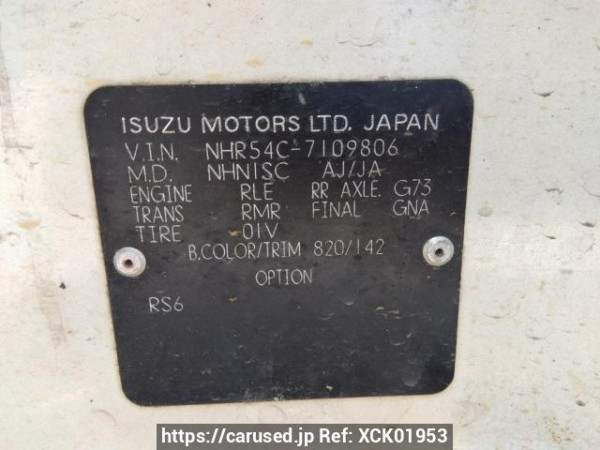 ISUZU MOTORS LTD. JAPAN
V.I.N. NHR54C-7109806
M.D. NHN1SC AJ/JA
ENGINE RLE RR AXLE. G73
TRANS RMR FINAL GNA
TIRE 01V
B.COLOR/TRIM 820/142
OPTION
RS6
https://carused.jp Ref: XCK01953